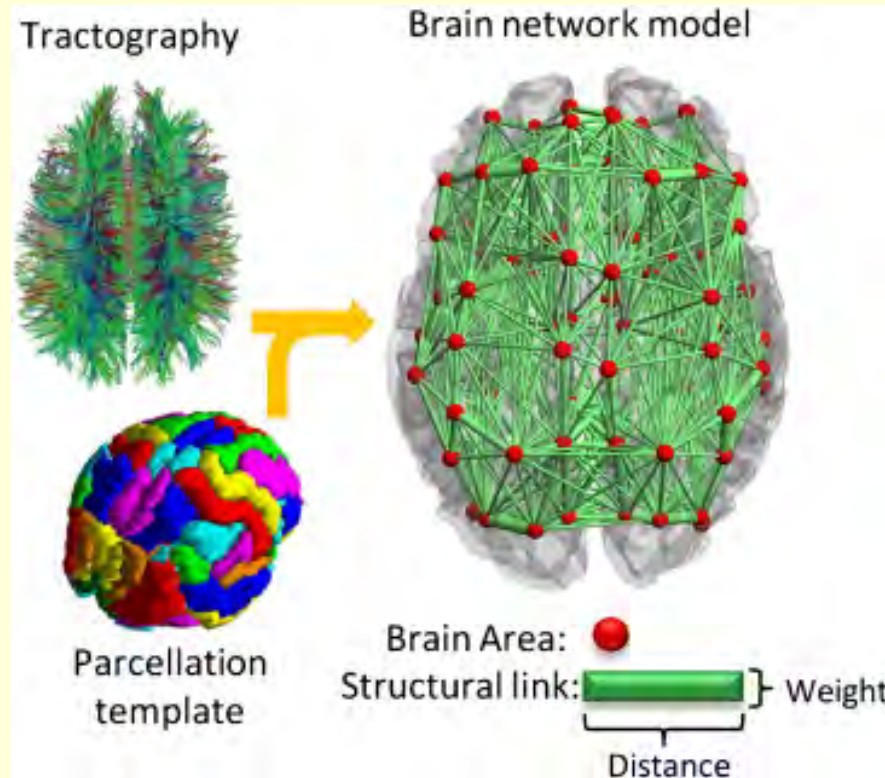 Tractography
Brain network model
Parcellation
template
Brain Area:
Structural link:
Weight
Distance